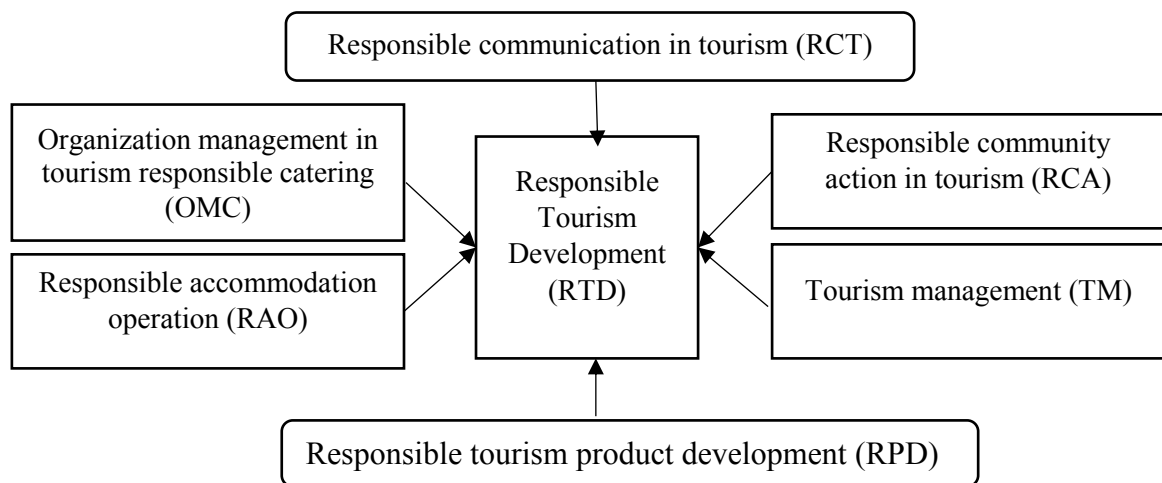 Responsible communication in tourism (RCT)
Organization management in
tourism responsible catering
(OMC)
Responsible accommodation
operation (RAO)
Responsible
Tourism
Development
(RTD)
Responsible community
action in tourism (RCA)
Tourism management (TM)
Responsible tourism product development (RPD)